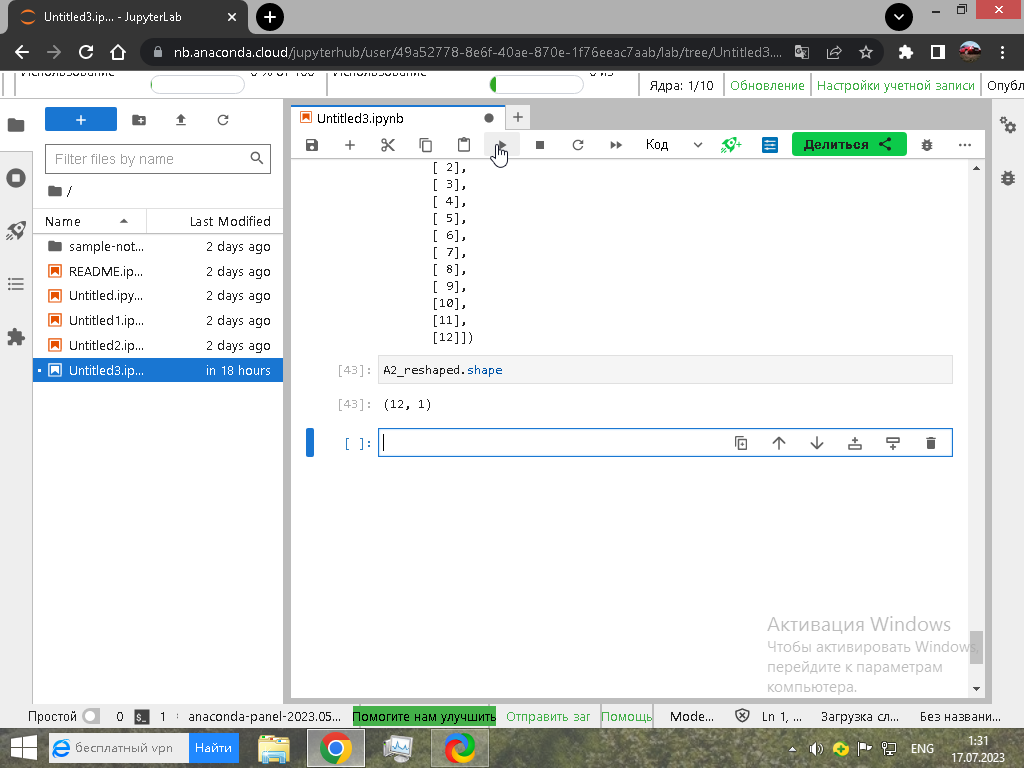 Untitled3.ip... - JupyterLab
nb.anaconda.cloud/jupyterhub/user/49a52778-8e6f-40ae-870e-1f76eeac7aab/lab/tree/Untitled3....
Использование 0 % от 100 Использование
Ядра: 1/10 Обновление Настройки учетной записи Опубл
Untitled3.ipynb
Filter files by name
Код
Делиться
/
Name Last Modified
sample-not... 2 days ago
README.ip... 2 days ago
Untitled.ipy... 2 days ago
Untitled1.ip... 2 days ago
Untitled2.ip... 2 days ago
Untitled3.ip... in 18 hours
[ 2],
[ 3],
[ 4],
[ 5],
[ 6],
[ 7],
[ 8],
[ 9],
[10],
[11],
[12]])
[43]: A2_reshaped.shape
[43]: (12, 1)
[ ]:
Активация Windows
Чтобы активировать Windows,
перейдите к параметрам
компьютера.
Простой 0 1 anaconda-panel-2023.05... Помогите нам улучшить Отправить заг Помощь Mode... Ln 1, ... Загрузка сл... Без названи...
бесплатный vpn Найти
ENG
1:31
17.07.2023